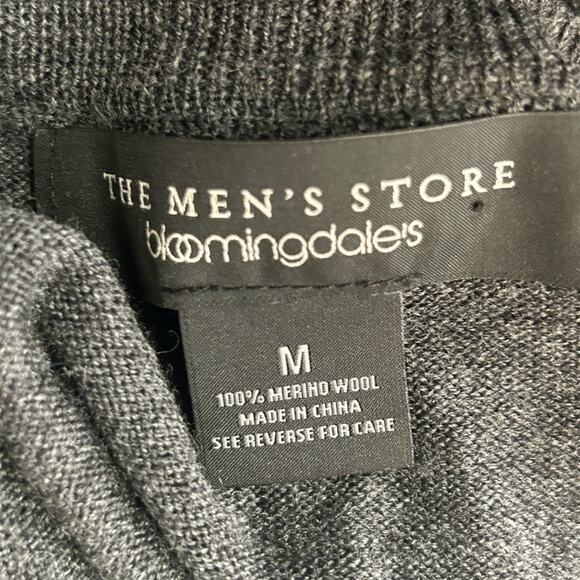 THE MEN'S STORE
bloomingdale's
M
100% MERINO WOOL
MADE IN CHINA
SEE REVERSE FOR CARE